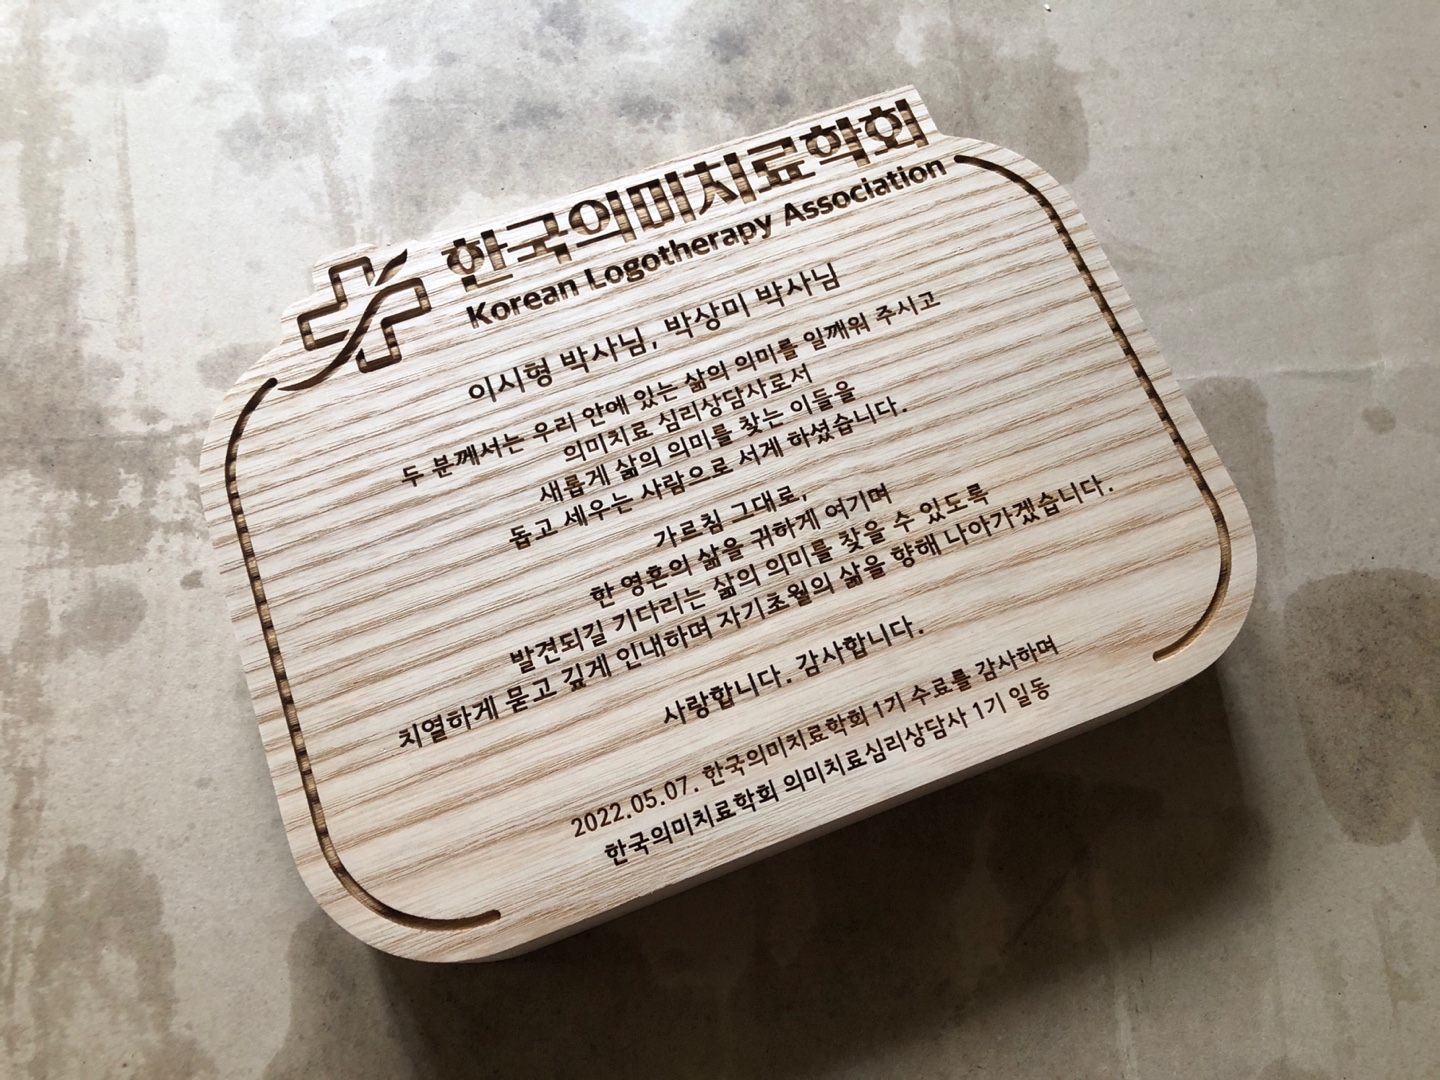 한국의미치료학회
Korean Logotherapy Association
이시형 박사님, 박상미 박사님
두 분께서는 우리 안에 있는 삶의 의미를 일깨워 주시고
의미치료 심리상담사로서
새롭게 삶의 의미를 찾는 이들을
돕고 세우는 사람으로 서게 하셨습니다.
가르침 그대로,
한 영혼의 삶을 귀하게 여기며
발견되길 기다리는 삶의 의미를 찾을 수 있도록
치열하게 묻고 깊게 인내하며 자기초월의 삶을 향해 나아가겠습니다.
사랑합니다. 감사합니다.
2022.05.07. 한국의미치료학회 1기 수료를 감사하며
한국의미치료학회 의미치료심리상담사 1기 일동